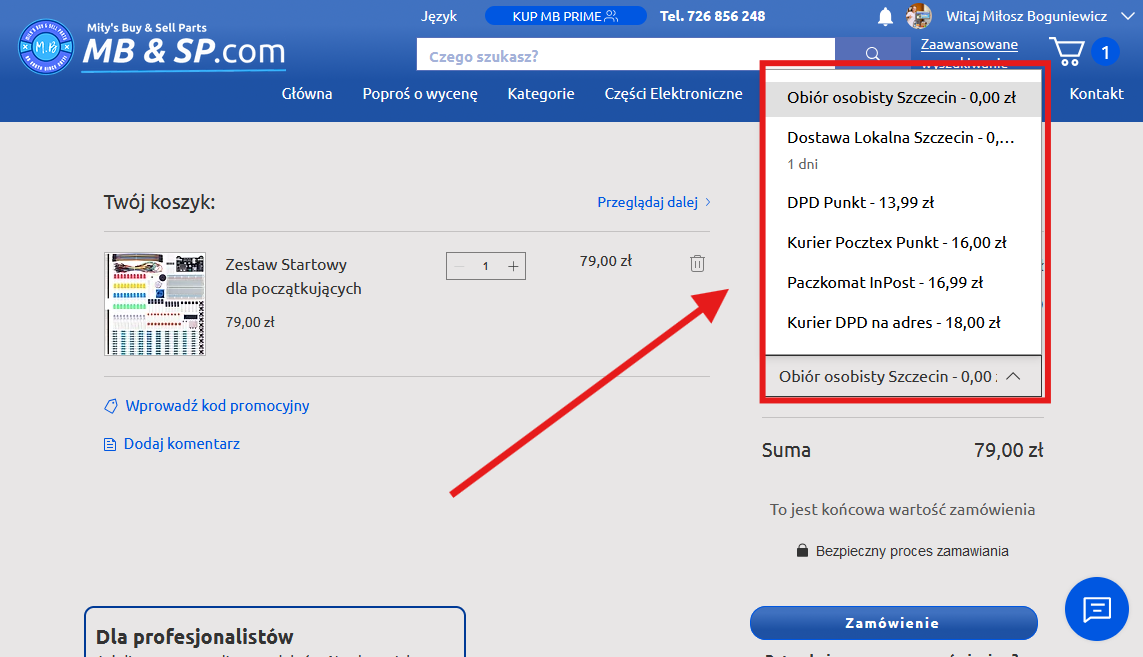 Język
KUP MB PRIME
Tel. 726 856 248
Witaj Miłosz Boguniewicz
Miły's Buy & Sell Parts
MB & SP.com
M.B
Czego szukasz?
Zaawansowane
wyszukiwanie
1
Główna
Poproś o wycenę
Kategorie
Części Elektroniczne
Kontakt
Obiór osobisty Szczecin - 0,00 zł
Dostawa Lokalna Szczecin - 0,...
1 dni
DPD Punkt - 13,99 zł
Kurier Pocztex Punkt - 16,00 zł
Paczkomat InPost - 16,99 zł
Kurier DPD na adres - 18,00 zł
Obiór osobisty Szczecin - 0,00
Twój koszyk:
Przeglądaj dalej
Zestaw Startowy
dla początkujących
79,00 zł
1
79,00 zł
Wprowadź kod promocyjny
Dodaj komentarz
Suma
79,00 zł
To jest końcowa wartość zamówienia
Bezpieczny proces zamawiania
Zamówienie
Dla profesjonalistów